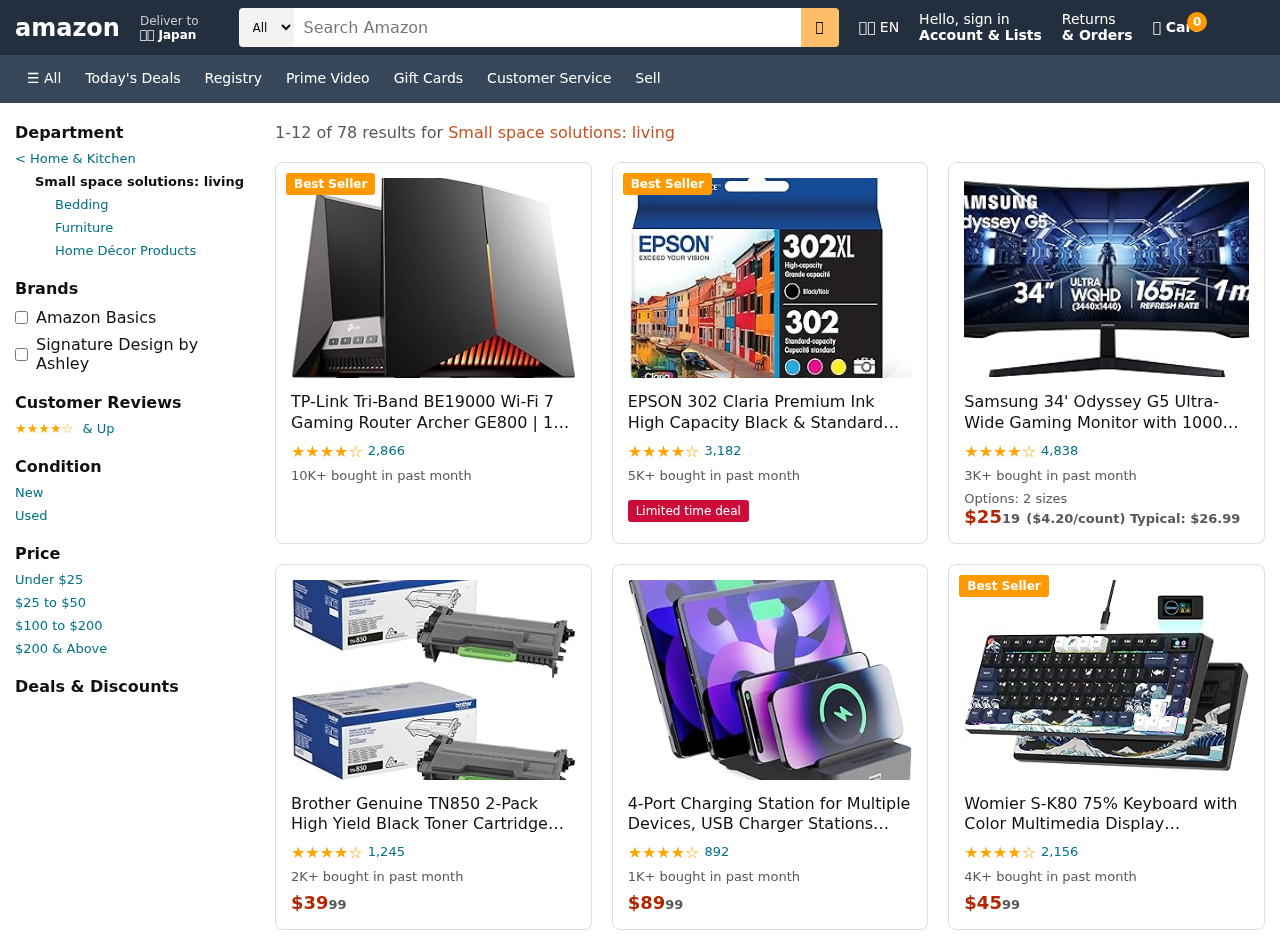 amazon
Deliver to
Japan
All
Search Amazon
EN
Hello, sign in
Account & Lists
Returns
& Orders
0
☰ All
Today's Deals
Registry
Prime Video
Gift Cards
Customer Service
Sell
Department
< Home & Kitchen
Small space solutions: living
Bedding
Furniture
Home Décor Products
Brands
Amazon Basics
Signature Design by
Ashley
Customer Reviews
★★★★☆ & Up
Condition
New
Used
Price
Under $25
$25 to $50
$100 to $200
$200 & Above
Deals & Discounts
1-12 of 78 results for Small space solutions: living
Best Seller
TP-Link Tri-Band BE19000 Wi-Fi 7
Gaming Router Archer GE800 | 1…
★★★★☆ 2,866
10K+ bought in past month
Best Seller
EPSON
EXCEED YOUR VISION
302XL
High-capacity
Grande capacité
Black/Noir
302
Standard-capacity
Capacité standard
Claria
EPSON 302 Claria Premium Ink
High Capacity Black & Standard…
★★★★☆ 3,182
5K+ bought in past month
Limited time deal
AMSUNG
dyssey G5
34"
ULTRA
WQHD
(3440x1440)
165Hz
REFRESH RATE
1m
Samsung 34' Odyssey G5 Ultra-
Wide Gaming Monitor with 1000…
★★★★☆ 4,838
3K+ bought in past month
Options: 2 sizes
$25 19 ($4.20/count) Typical: $26.99
brother
Brother Genuine TN850 2-Pack
High Yield Black Toner Cartridge…
★★★★☆ 1,245
2K+ bought in past month
$39 99
4-Port Charging Station for Multiple
Devices, USB Charger Stations…
★★★★☆ 892
1K+ bought in past month
$89 99
Best Seller
Womier S-K80 75% Keyboard with
Color Multimedia Display…
★★★★☆ 2,156
4K+ bought in past month
$45 99